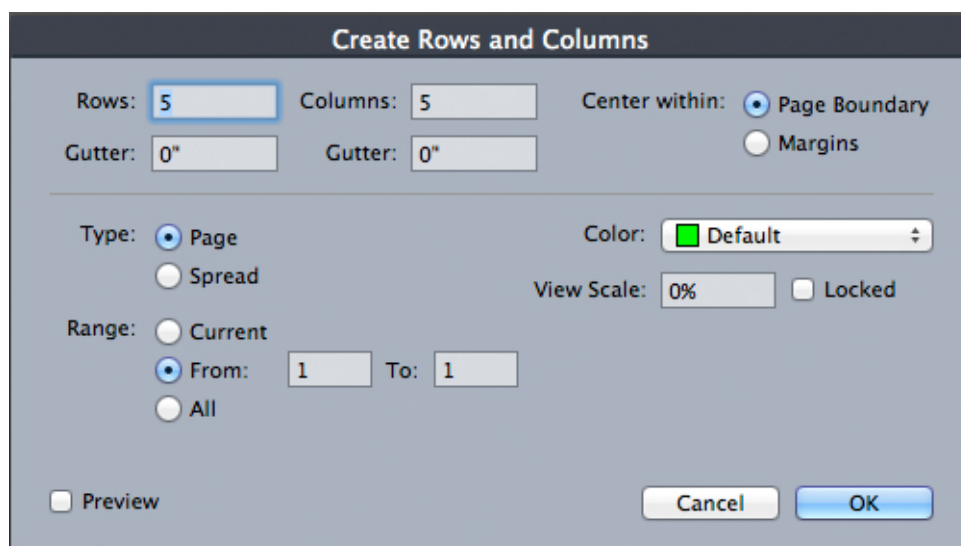 Create Rows and Columns
Rows: 5 Columns: 5 Center within: Page Boundary
Gutter: 0" Gutter: 0" Margins
Type: Page Color: Default
Spread
View Scale: 0% Locked
Range: Current
From: 1 To: 1
All
Preview Cancel OK